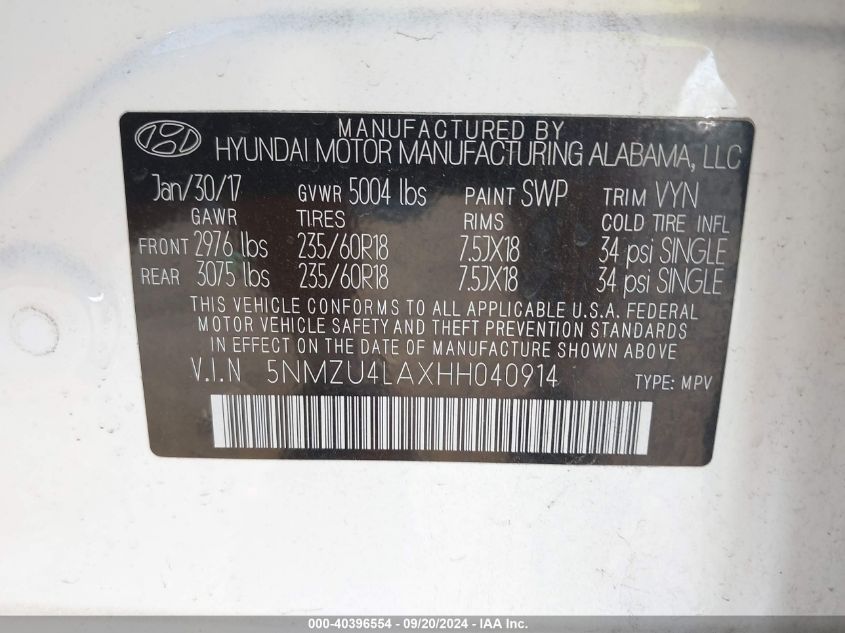 MANUFACTURED BY
HYUNDAI MOTOR MANUFACTURING ALABAMA, LLC
Jan/30/17 GVWR 5004 lbs PAINT SWP TRIM VYN
GAWR TIRES RIMS COLD TIRE INFL
FRONT 2976 lbs 235/60R18 7.5JX18 34 psi SINGLE
REAR 3075 lbs 235/60R18 7.5JX18 34 psi SINGLE
THIS VEHICLE CONFORMS TO ALL APPLICABLE U.S.A. FEDERAL
MOTOR VEHICLE SAFETY AND THEFT PREVENTION STANDARDS
IN EFFECT ON THE DATE OF MANUFACTURE SHOWN ABOVE
V.I.N 5NMZU4LAXHH040914 TYPE: MPV
000-40396554 - 09/20/2024 - IAA Inc.